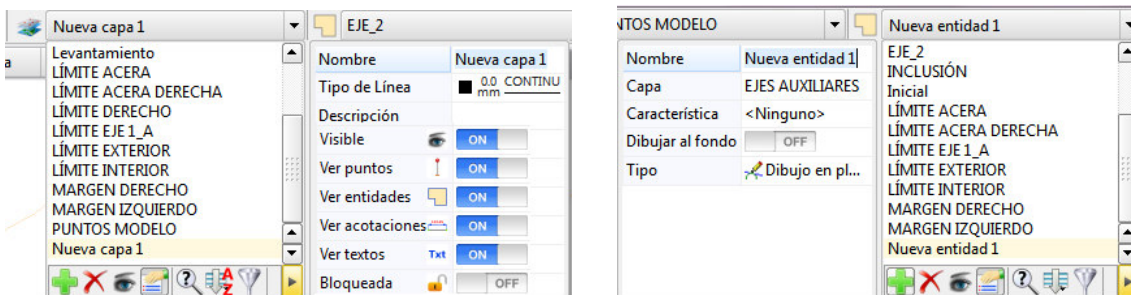 Nueva capa 1
EJE_2
a
Levantamiento
LÍMITE ACERA
LÍMITE ACERA DERECHA
LÍMITE DERECHO
LÍMITE EJE 1_A
LÍMITE EXTERIOR
LÍMITE INTERIOR
MARGEN DERECHO
MARGEN IZQUIERDO
PUNTOS MODELO
Nueva capa 1
Nombre Nueva capa 1
Tipo de Línea 0.0 mm CONTINU
Descripción
Visible ON
Ver puntos ON
Ver entidades ON
Ver acotaciones ON
Ver textos Txt ON
Bloqueada OFF
NTOS MODELO
Nueva entidad 1
Nombre Nueva entidad 1
Capa EJES AUXILIARES
Característica <Ninguno>
Dibujar al fondo OFF
Tipo Dibujo en pl...
EJE_2
INCLUSIÓN
Inicial
LÍMITE ACERA
LÍMITE ACERA DERECHA
LÍMITE EJE 1_A
LÍMITE EXTERIOR
LÍMITE INTERIOR
MARGEN DERECHO
MARGEN IZQUIERDO
Nueva entidad 1